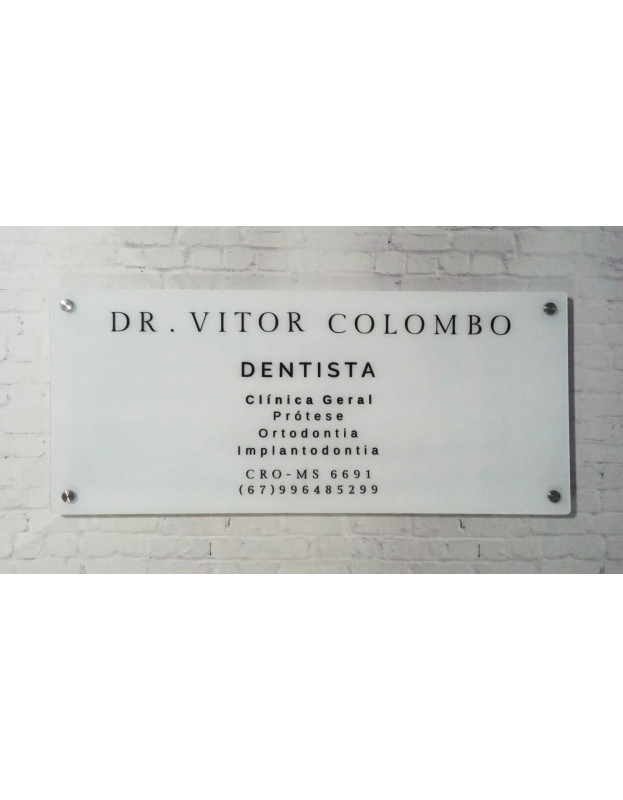 DR. VITOR COLOMBO
DENTISTA
Clínica Geral
Prótese
Ortodontia
Implantodontia
CRO-MS 6691
(67)996485299